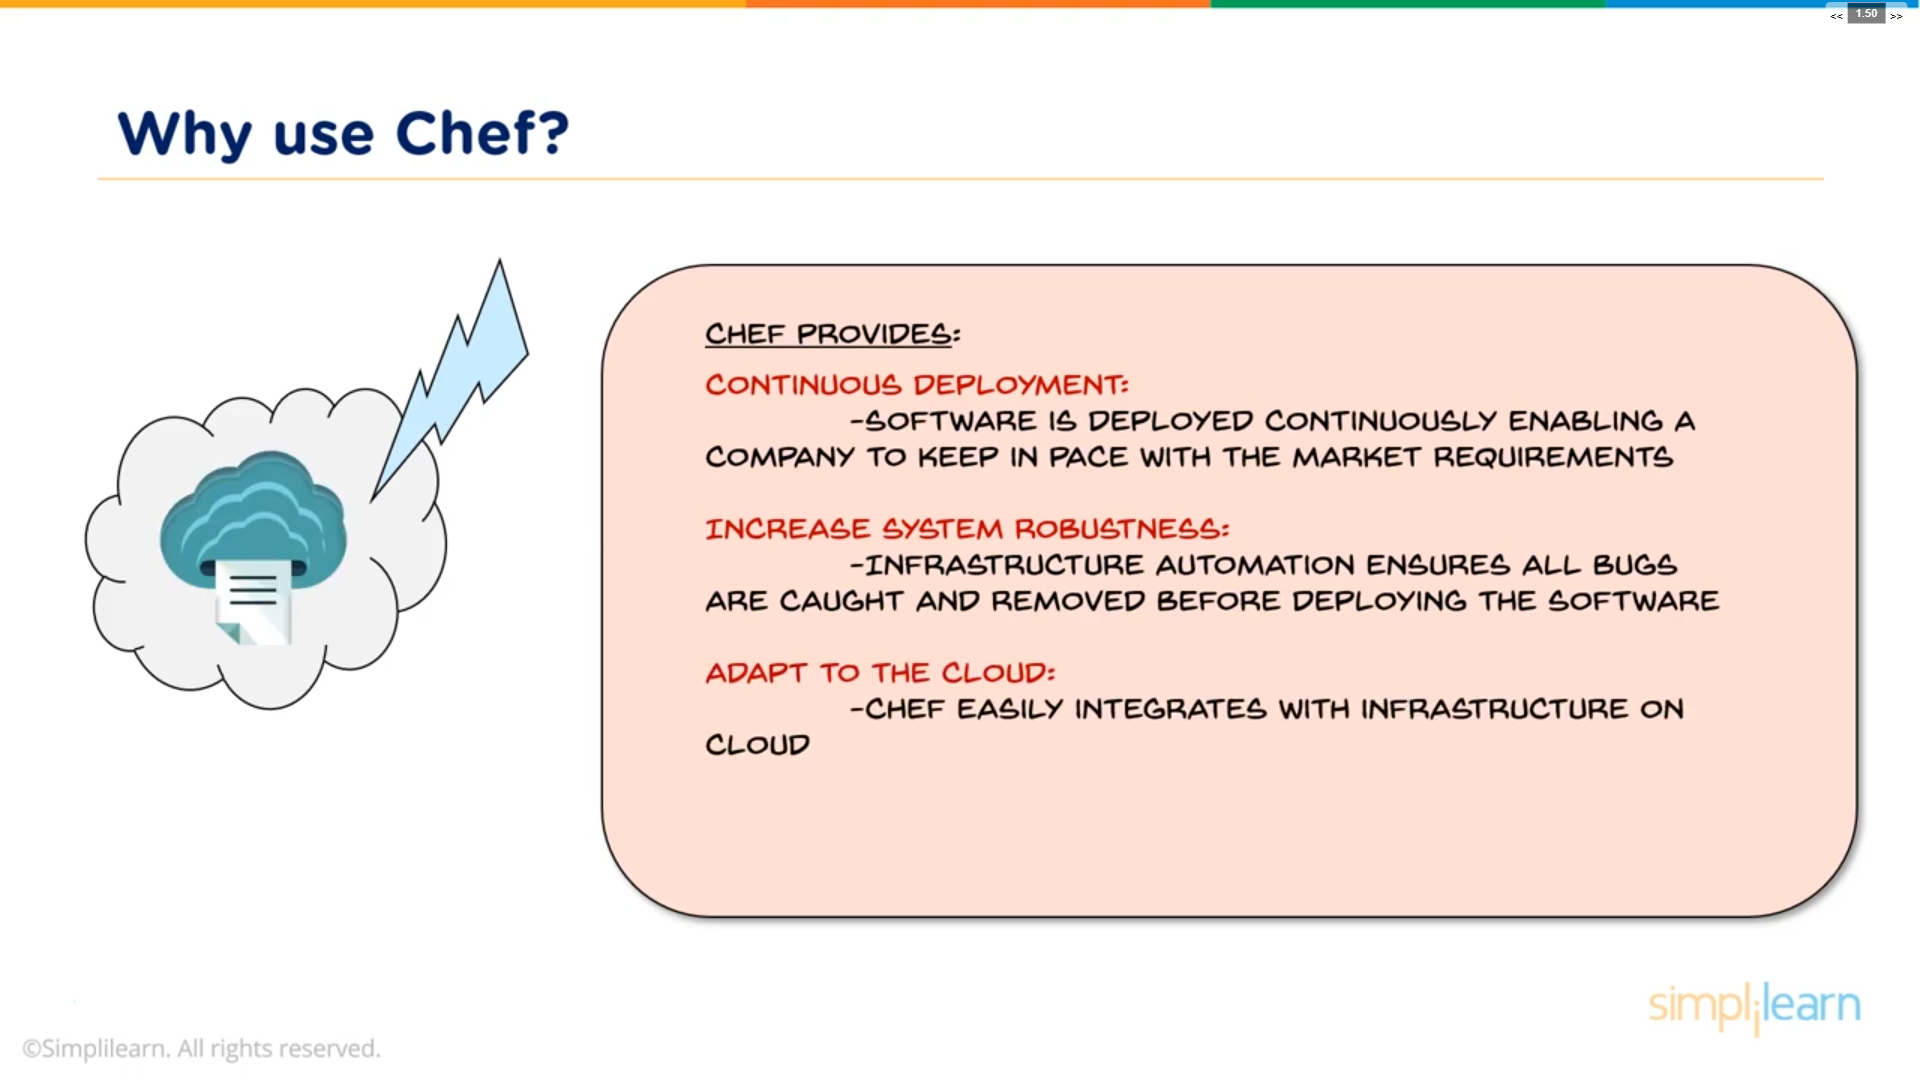 << 1.50 >>
Why use Chef?
CHEF PROVIDES:
CONTINUOUS DEPLOYMENT:
-SOFTWARE IS DEPLOYED CONTINUOUSLY ENABLING A
COMPANY TO KEEP IN PACE WITH THE MARKET REQUIREMENTS
INCREASE SYSTEM ROBUSTNESS:
-INFRASTRUCTURE AUTOMATION ENSURES ALL BUGS
ARE CAUGHT AND REMOVED BEFORE DEPLOYING THE SOFTWARE
ADAPT TO THE CLOUD:
-CHEF EASILY INTEGRATES WITH INFRASTRUCTURE ON
CLOUD
simplilearn
©Simplilearn. All rights reserved.